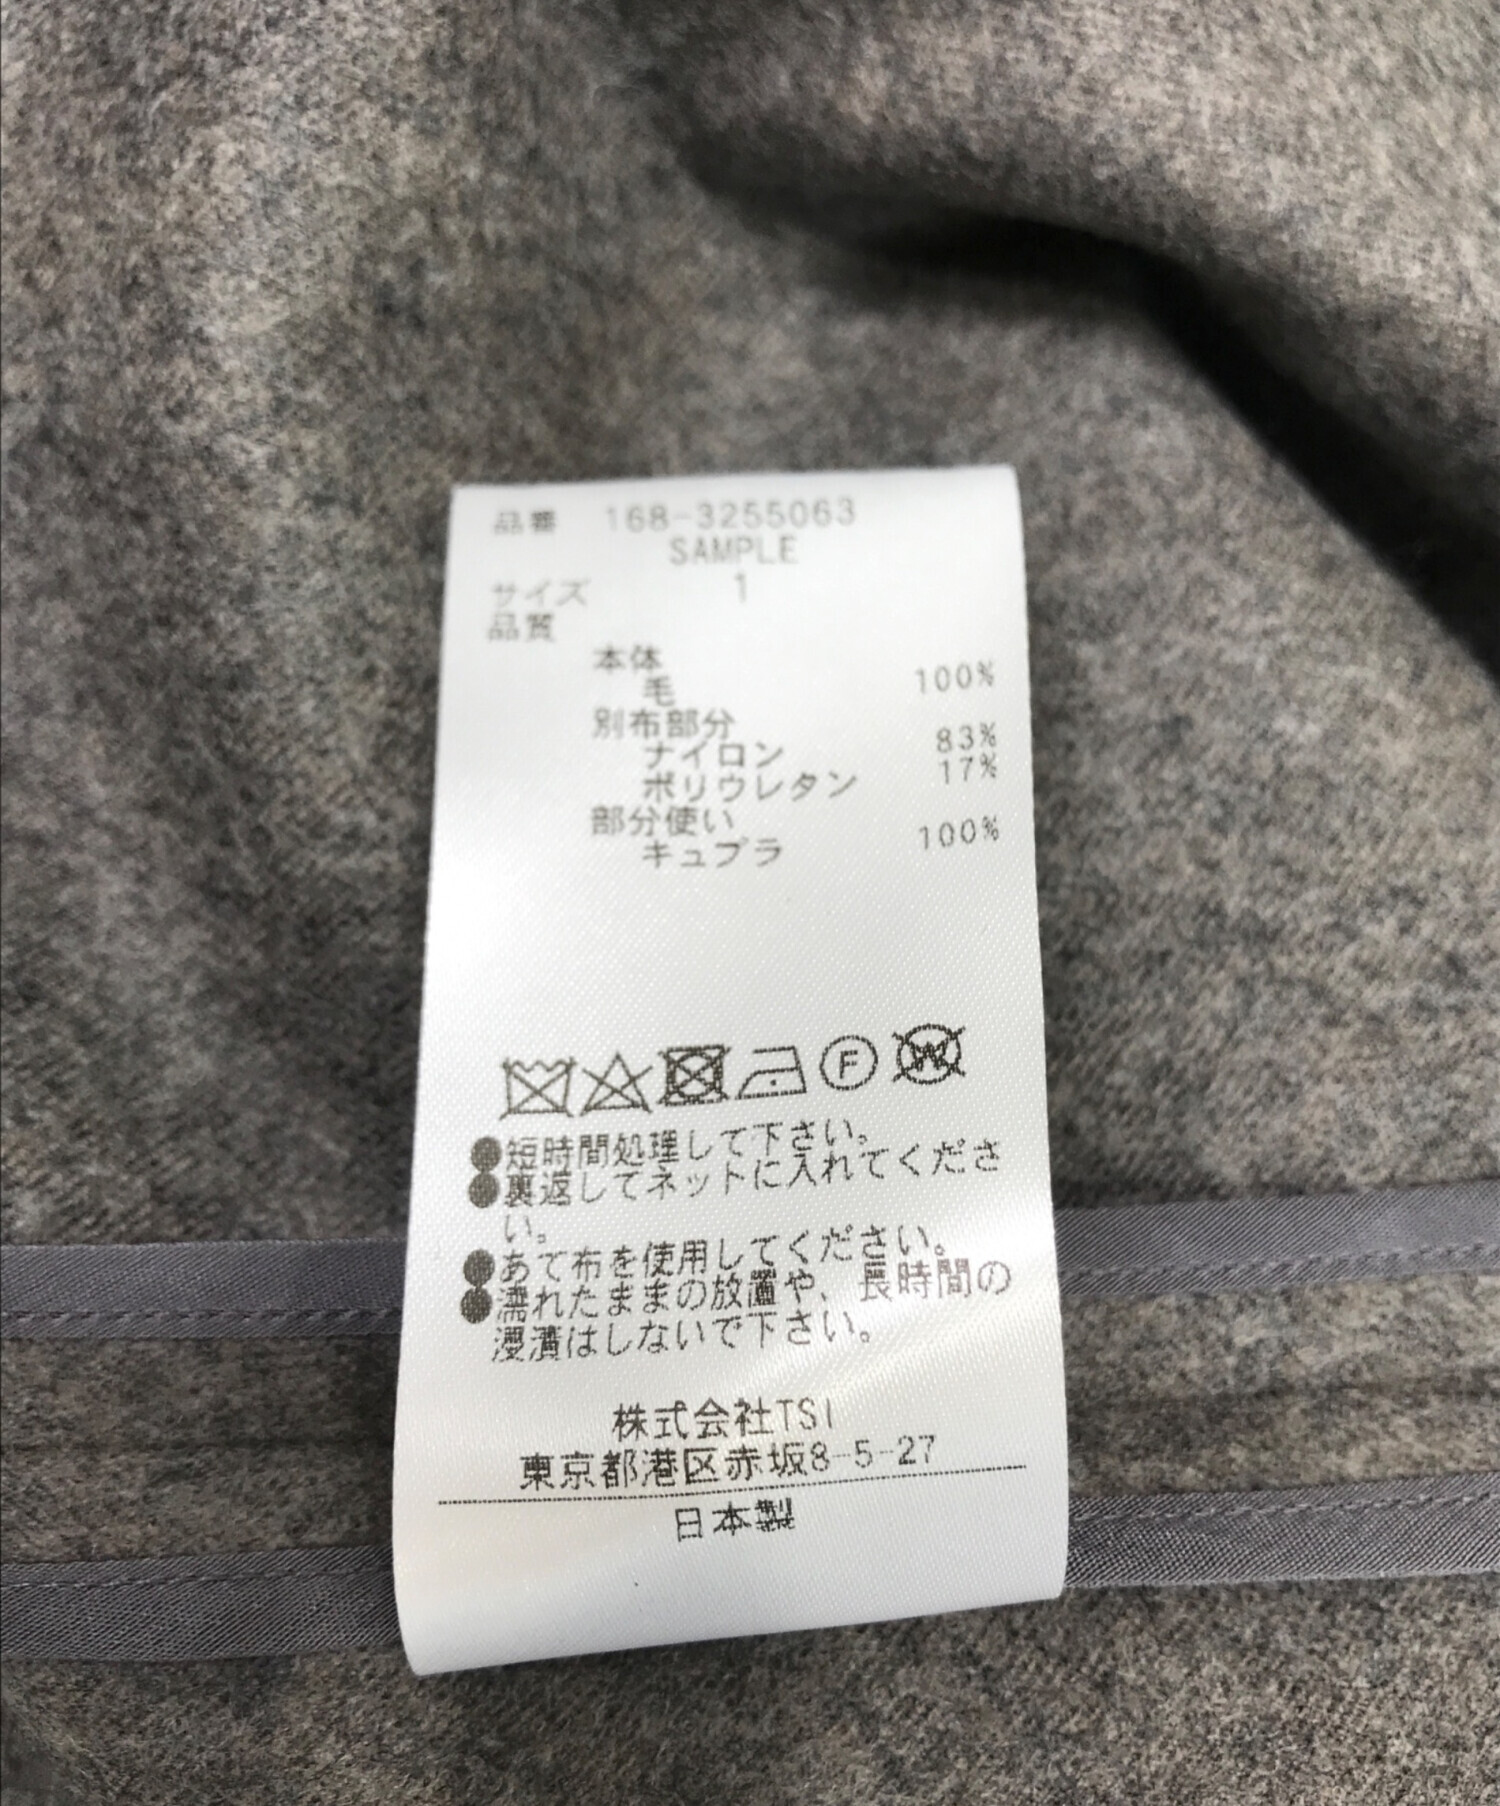 品番 168-3255063
SAMPLE
サイズ 1
品質
本体
毛 100%
別布部分
ナイロン 83%
ポリウレタン 17%
部分使い
キュプラ 100%
F W
●短時間処理して下さい。
●裏返してネットに入れてくださ
い。
●あて布を使用してください。
●濡れたままの放置や、長時間の
浸漬はしないで下さい。
株式会社TSI
東京都港区赤坂8-5-27
日本製